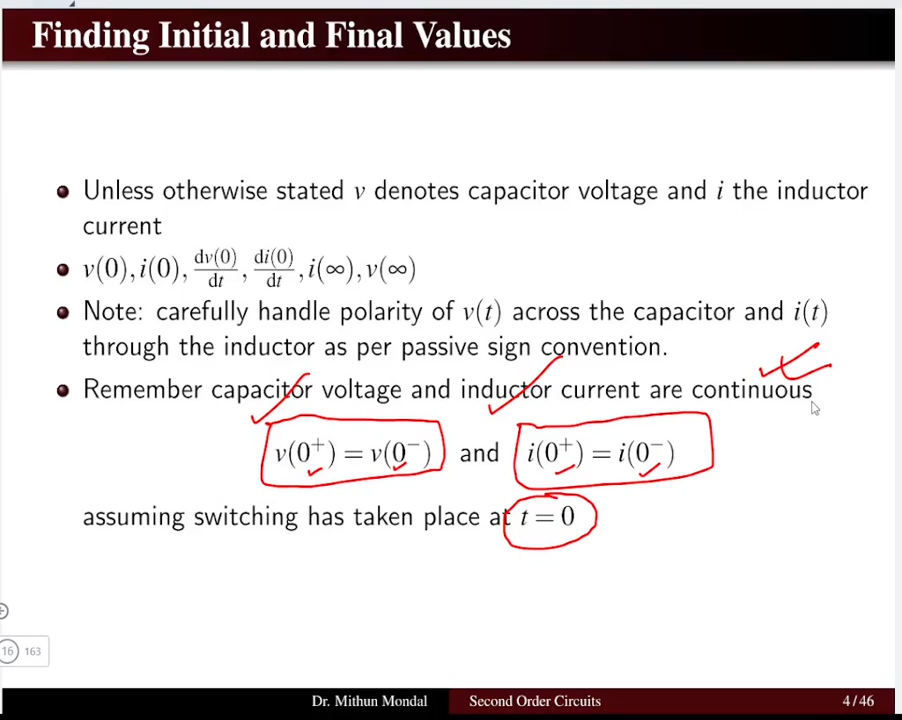 Finding Initial and Final Values
Unless otherwise stated v denotes capacitor voltage and i the inductor
current
v(0), i(0), dv(0)/dt, di(0)/dt, i(∞), v(∞)
Note: carefully handle polarity of v(t) across the capacitor and i(t)
through the inductor as per passive sign convention.
Remember capacitor voltage and inductor current are continuous
v(0⁺) = v(0⁻) and i(0⁺) = i(0⁻)
assuming switching has taken place at t = 0
16 163
Dr. Mithun Mondal Second Order Circuits 4 / 46